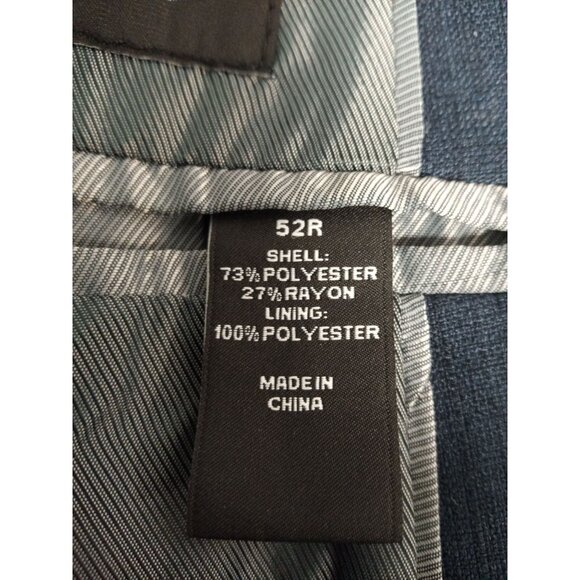 52R
SHELL:
73%POLYESTER
27%RAYON
LINING:
100%POLYESTER
MADE IN
CHINA